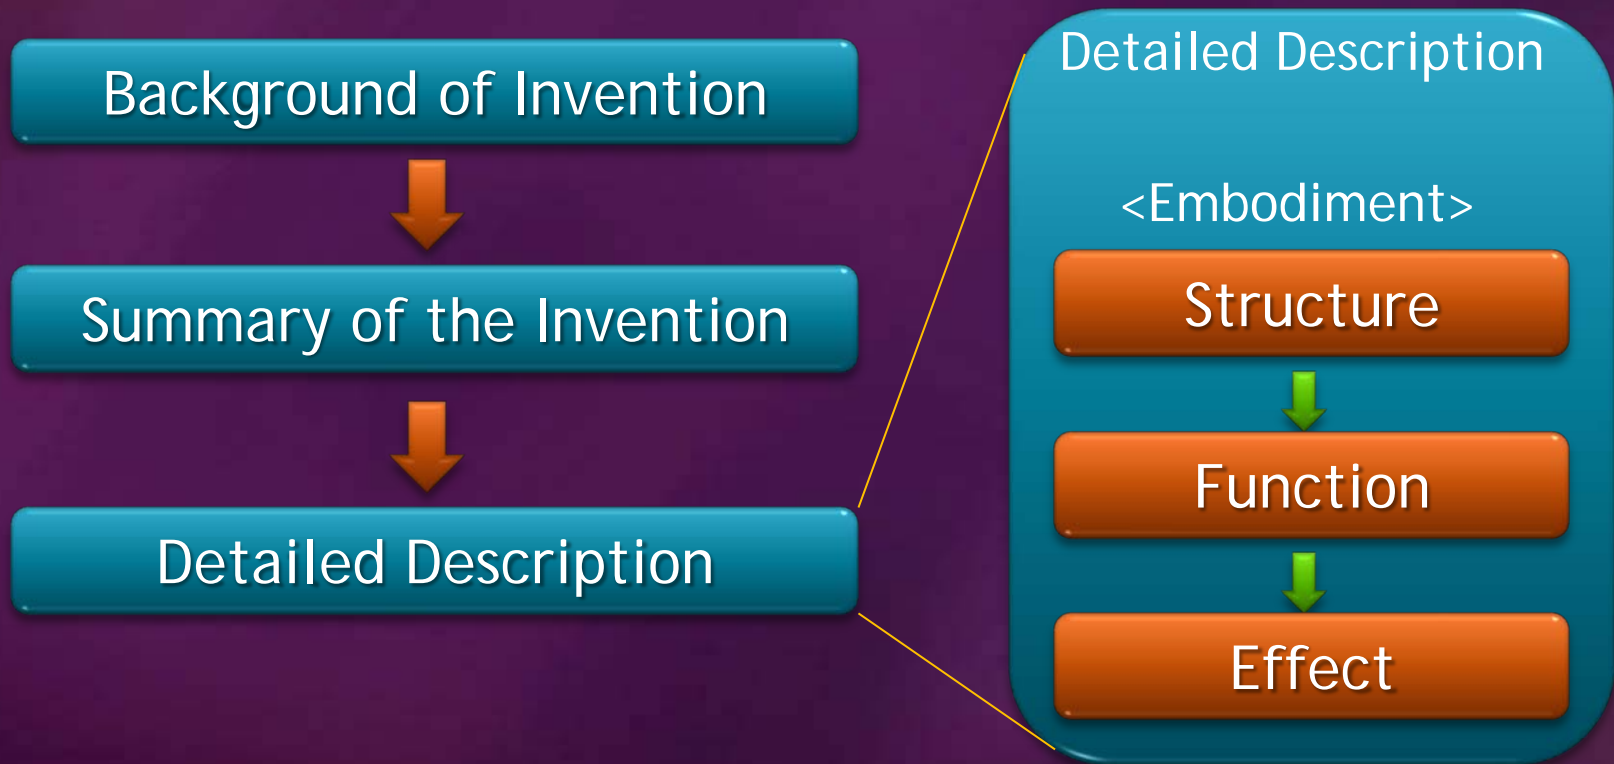 Background of Invention
Summary of the Invention
Detailed Description
Detailed Description
<Embodiment>
Structure
Function
Effect